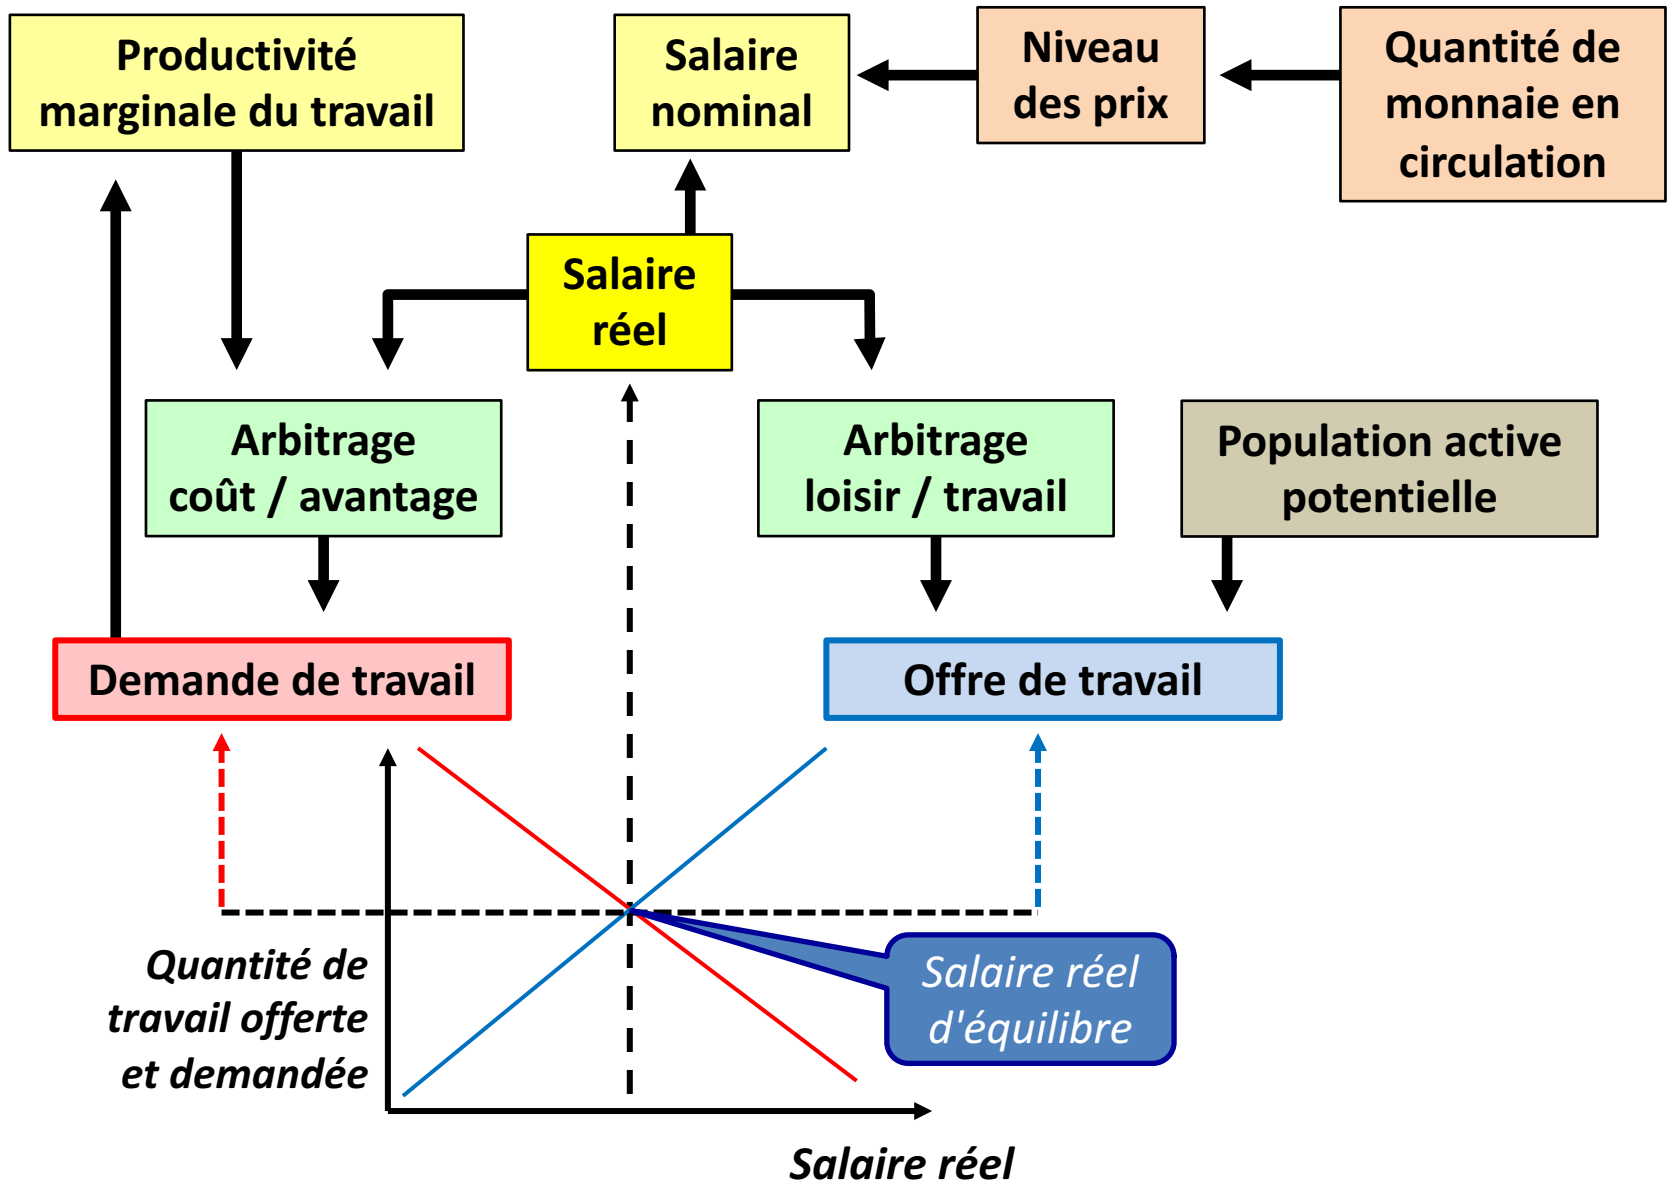 Productivité
marginale du travail
Salaire
nominal
Niveau
des prix
Quantité de
monnaie en
circulation
Salaire
réel
Arbitrage
coût / avantage
Arbitrage
loisir / travail
Population active
potentielle
Demande de travail
Offre de travail
Quantité de
travail offerte
et demandée
Salaire réel
d'équilibre
Salaire réel